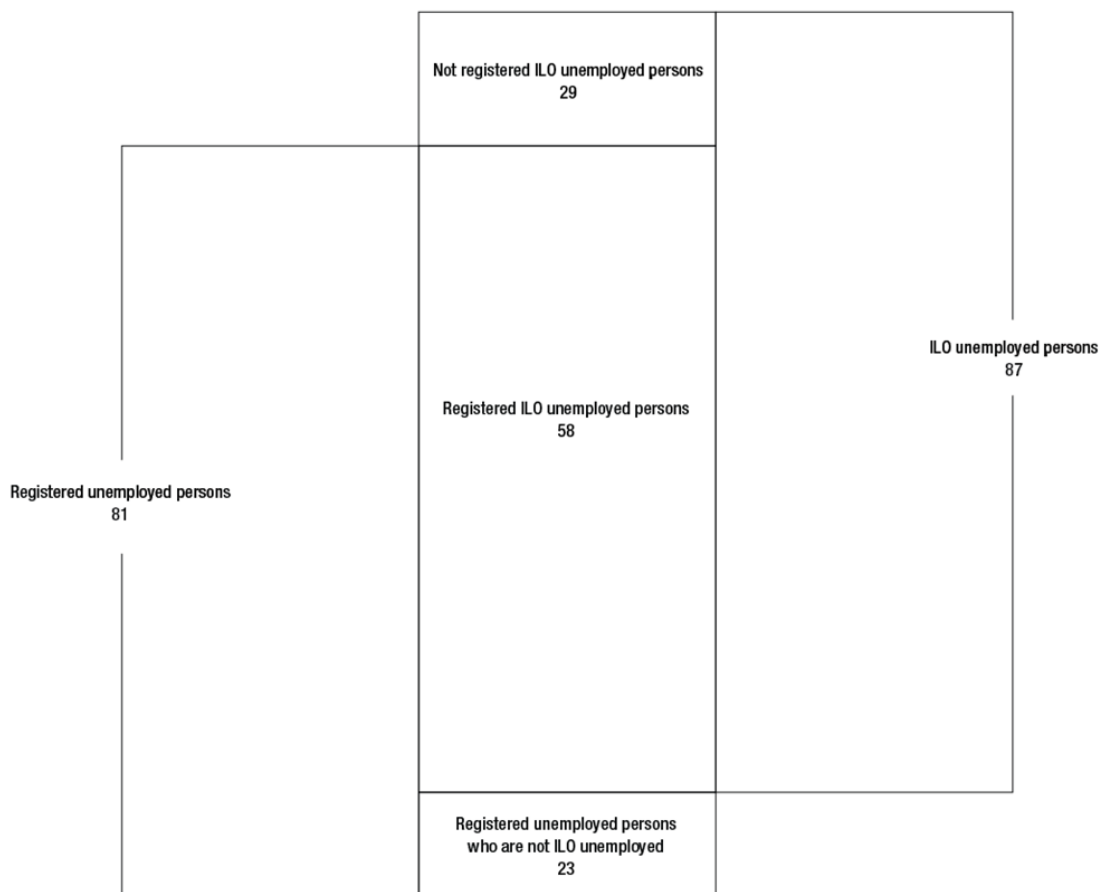 Not registered ILO unemployed persons
29
ILO unemployed persons
87
Registered ILO unemployed persons
58
Registered unemployed persons
81
Registered unemployed persons
who are not ILO unemployed
23